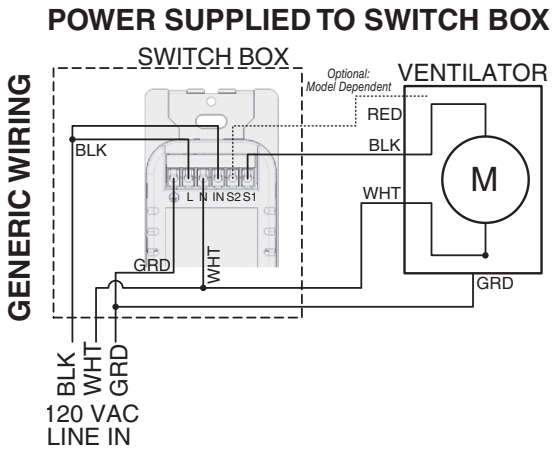 POWER SUPPLIED TO SWITCH BOX
SWITCH BOX
Optional:
Model Dependent
VENTILATOR
GENERIC WIRING
RED
BLK
BLK
WHT
M
L N IN S2 S1
GRD
WHT
GRD
BLK
WHT
GRD
120 VAC
LINE IN